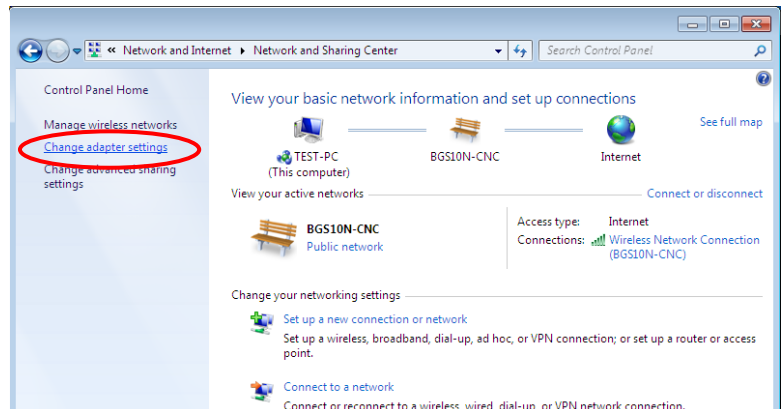 « Network and Internet ▸ Network and Sharing Center
Search Control Panel
Control Panel Home
Manage wireless networks
Change adapter settings
Change advanced sharing
settings
View your basic network information and set up connections
See full map
TEST-PC
(This computer)
BGS10N-CNC
Internet
View your active networks
Connect or disconnect
BGS10N-CNC
Public network
Access type: Internet
Connections: Wireless Network Connection
(BGS10N-CNC)
Change your networking settings
Set up a new connection or network
Set up a wireless, broadband, dial-up, ad hoc, or VPN connection; or set up a router or access
point.
Connect to a network
Connect or reconnect to a wireless, wired, dial-up, or VPN network connection.